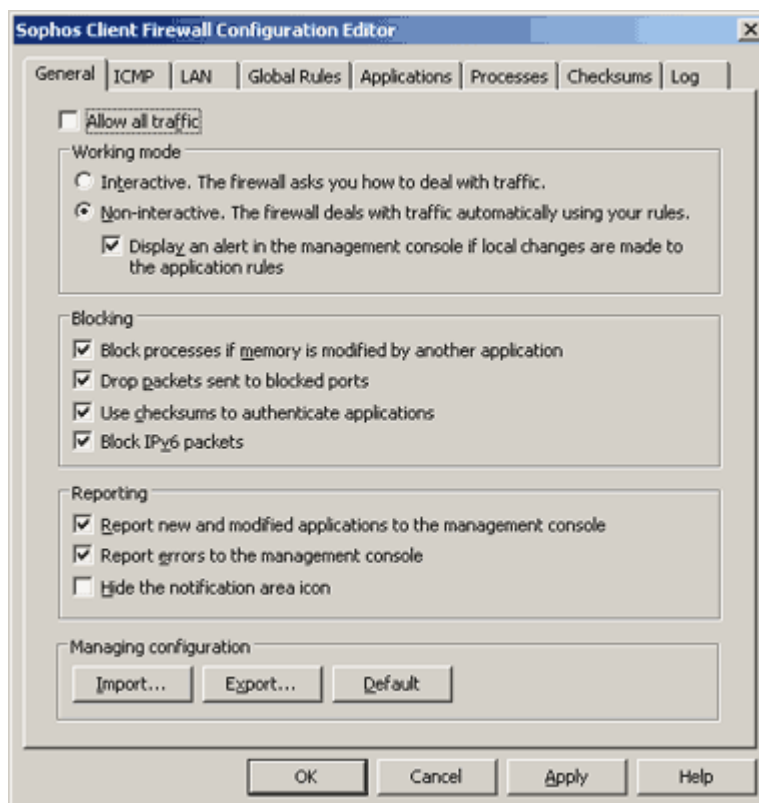 Sophos Client Firewall Configuration Editor
General ICMP LAN Global Rules Applications Processes Checksums Log
Allow all traffic
Working mode
Interactive. The firewall asks you how to deal with traffic.
Non-interactive. The firewall deals with traffic automatically using your rules.
Display an alert in the management console if local changes are made to
the application rules
Blocking
Block processes if memory is modified by another application
Drop packets sent to blocked ports
Use checksums to authenticate applications
Block IPv6 packets
Reporting
Report new and modified applications to the management console
Report errors to the management console
Hide the notification area icon
Managing configuration
Import... Export... Default
OK Cancel Apply Help